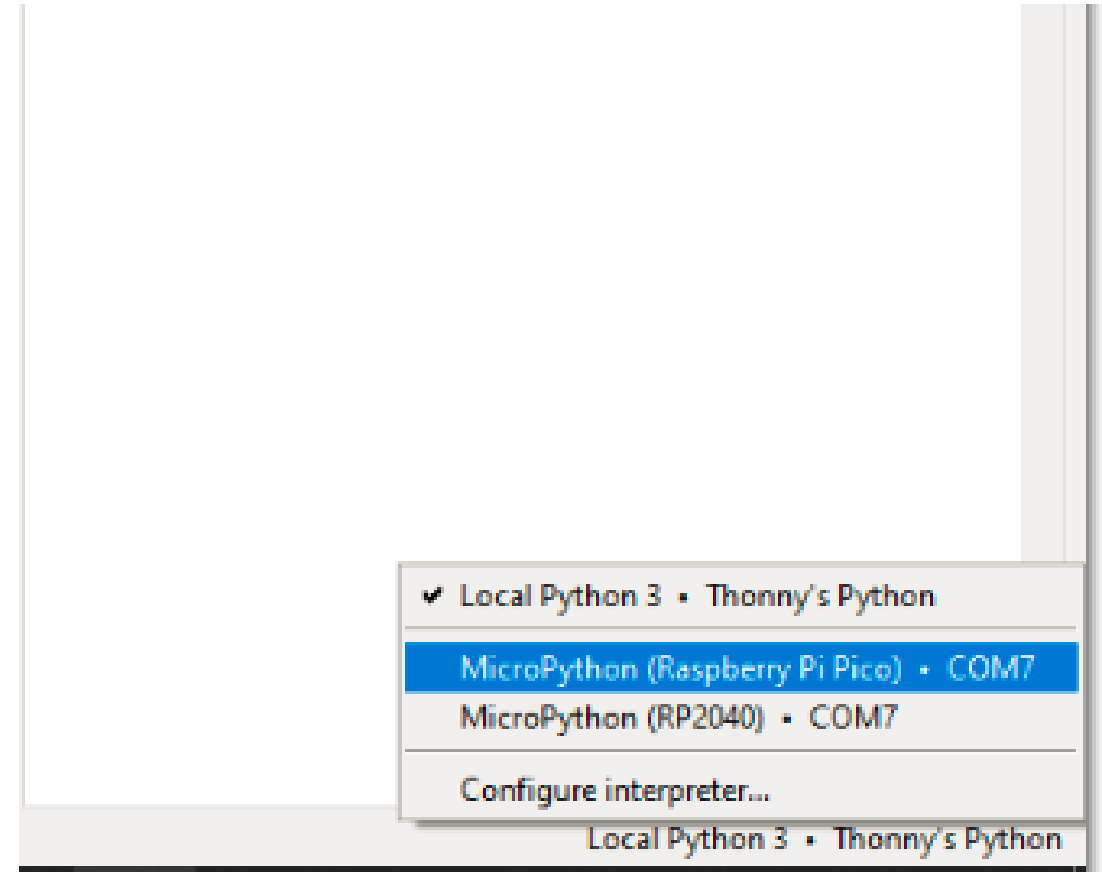 ✔ Local Python 3 • Thonny's Python
MicroPython (Raspberry Pi Pico) • COM7
MicroPython (RP2040) • COM7
Configure interpreter...
Local Python 3 • Thonny's Python